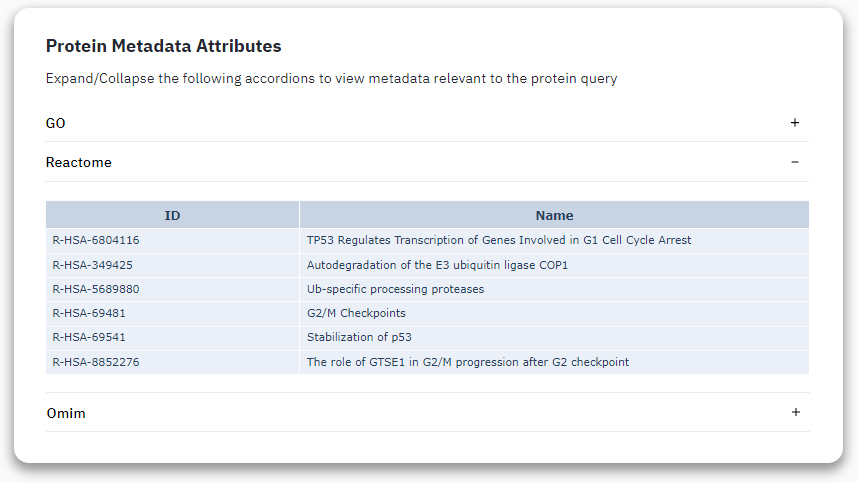 Protein Metadata Attributes
Expand/Collapse the following accordions to view metadata relevant to the protein query
GO +
Reactome −
ID Name
R-HSA-6804116 TP53 Regulates Transcription of Genes Involved in G1 Cell Cycle Arrest
R-HSA-349425 Autodegradation of the E3 ubiquitin ligase COP1
R-HSA-5689880 Ub-specific processing proteases
R-HSA-69481 G2/M Checkpoints
R-HSA-69541 Stabilization of p53
R-HSA-8852276 The role of GTSE1 in G2/M progression after G2 checkpoint
Omim +